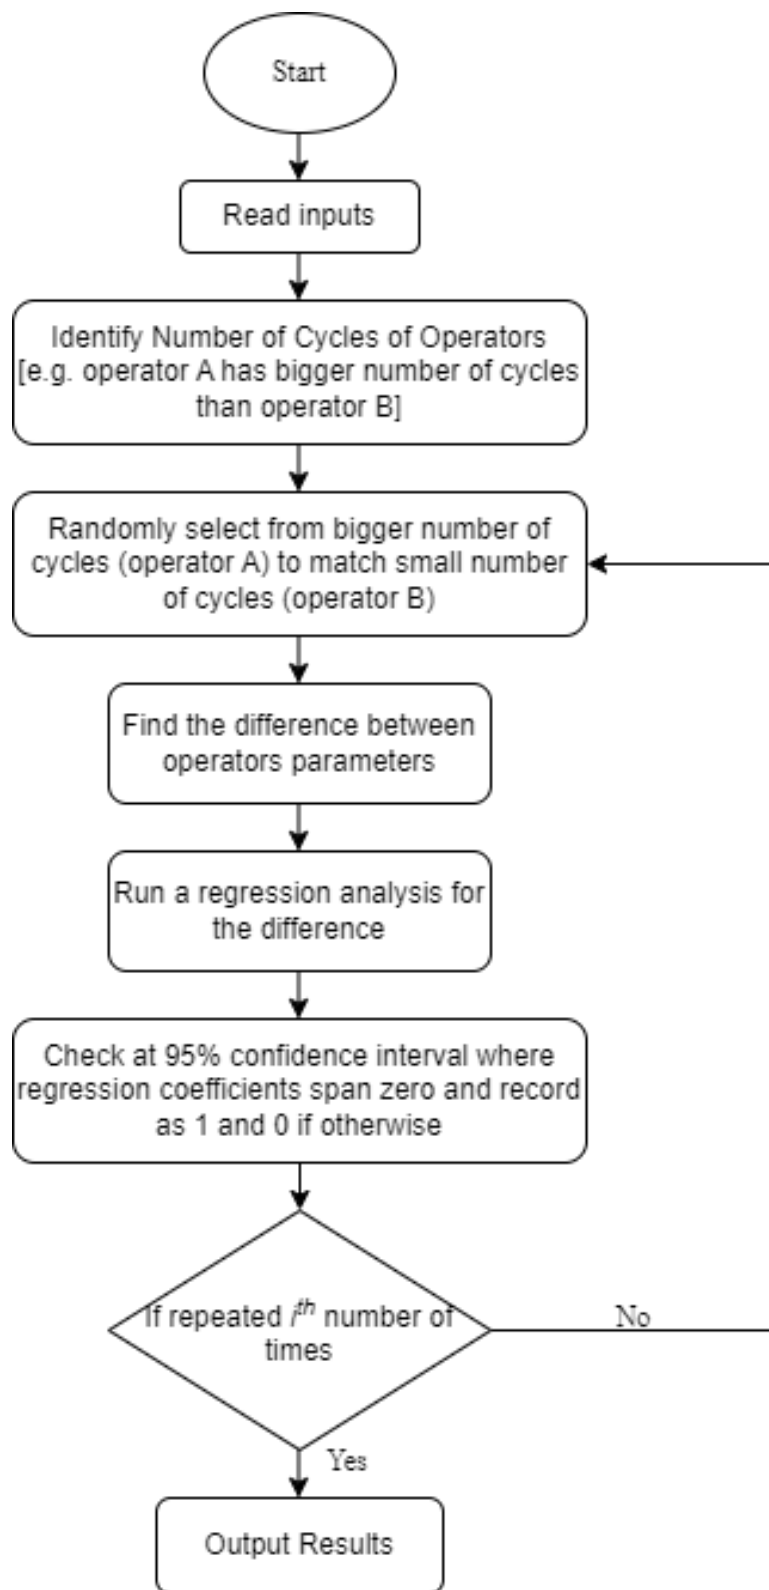 Start
Read inputs
Identify Number of Cycles of Operators
[e.g. operator A has bigger number of cycles
than operator B]
Randomly select from bigger number of
cycles (operator A) to match small number
of cycles (operator B)
Find the difference between
operators parameters
Run a regression analysis for
the difference
Check at 95% confidence interval where
regression coefficients span zero and record
as 1 and 0 if otherwise
If repeated i^th number of
times
No
Yes
Output Results